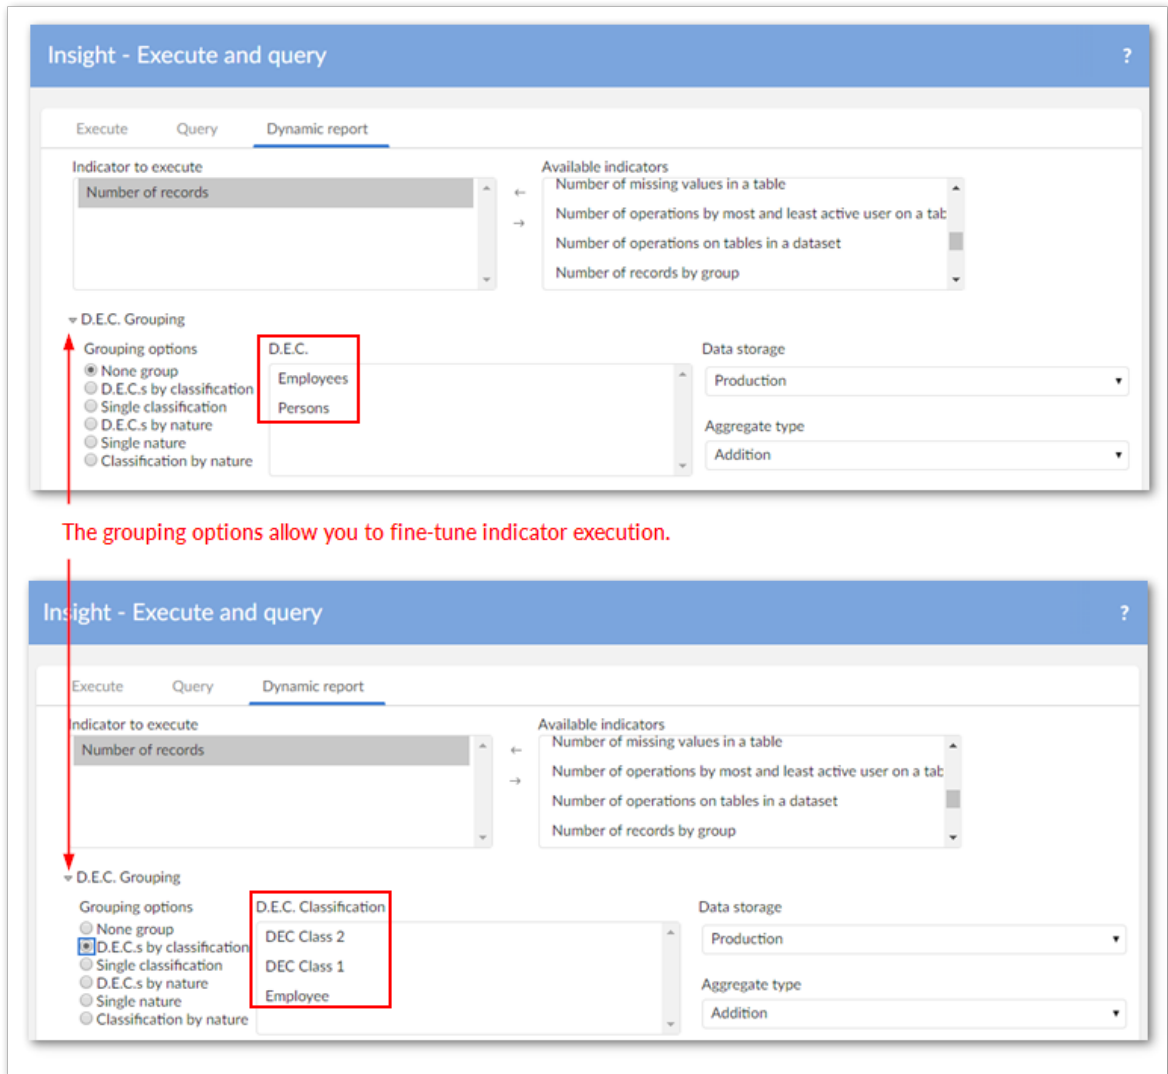 Insight - Execute and query ?
Execute Query Dynamic report
Indicator to execute Available indicators
Number of records
Number of missing values in a table
Number of operations by most and least active user on a tab
Number of operations on tables in a dataset
Number of records by group
D.E.C. Grouping
Grouping options D.E.C. Data storage
None group
D.E.C.s by classification
Single classification
D.E.C.s by nature
Single nature
Classification by nature
Employees
Persons
Production
Aggregate type
Addition
The grouping options allow you to fine-tune indicator execution.
Insight - Execute and query ?
Execute Query Dynamic report
Indicator to execute Available indicators
Number of records
Number of missing values in a table
Number of operations by most and least active user on a tab
Number of operations on tables in a dataset
Number of records by group
D.E.C. Grouping
Grouping options D.E.C. Classification Data storage
None group
D.E.C.s by classification
Single classification
D.E.C.s by nature
Single nature
Classification by nature
DEC Class 2
DEC Class 1
Employee
Production
Aggregate type
Addition